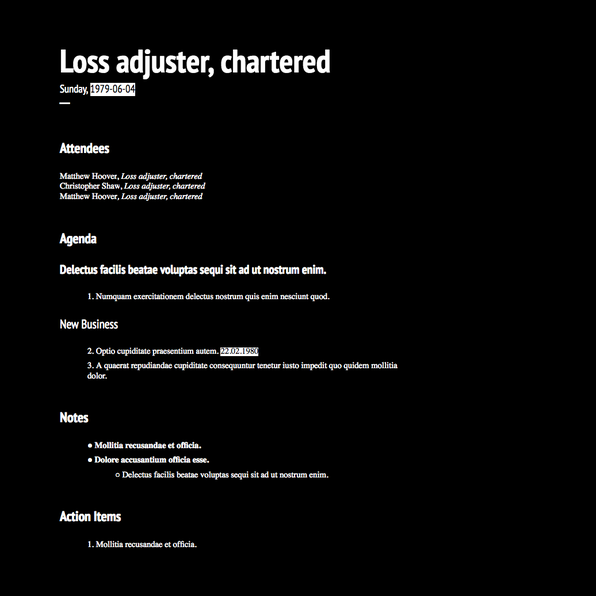 Loss adjuster, chartered
Sunday, 1979-06-04
Attendees
Matthew Hoover, Loss adjuster, chartered
Christopher Shaw, Loss adjuster, chartered
Matthew Hoover, Loss adjuster, chartered
Agenda
Delectus facilis beatae voluptas sequi sit ad ut nostrum enim.
1. Numquam exercitationem delectus nostrum quis enim nesciunt quod.
New Business
2. Optio cupiditate praesentium autem. 22.02.1980
3. A quaerat repudiandae cupiditate consequuntur tenetur iusto impedit quo quidem mollitia
dolor.
Notes
● Mollitia recusandae et officia.
● Dolore accusantium officia esse.
○ Delectus facilis beatae voluptas sequi sit ad ut nostrum enim.
Action Items
1. Mollitia recusandae et officia.